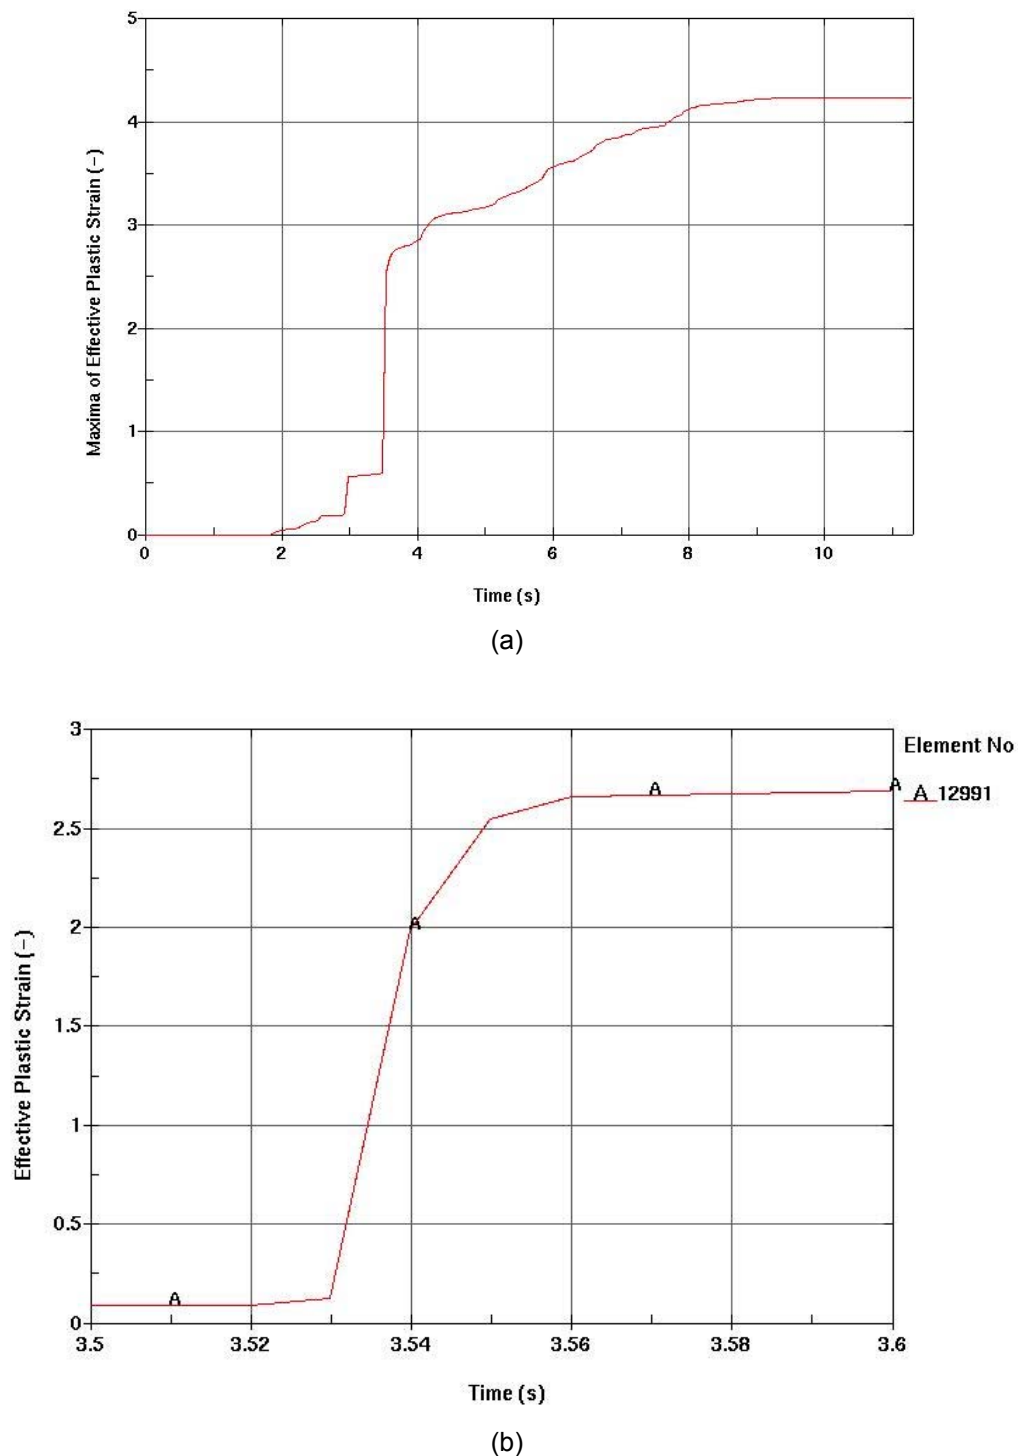 5
4
3
2
1
0
0 2 4 6 8 10
Maxima of Effective Plastic Strain (−)
Time (s)
(a)
3
2.5
2
1.5
1
0.5
0
3.5 3.52 3.54 3.56 3.58 3.6
Effective Plastic Strain (−)
Time (s)
A
A
A
A
Element No
A 12991
(b)